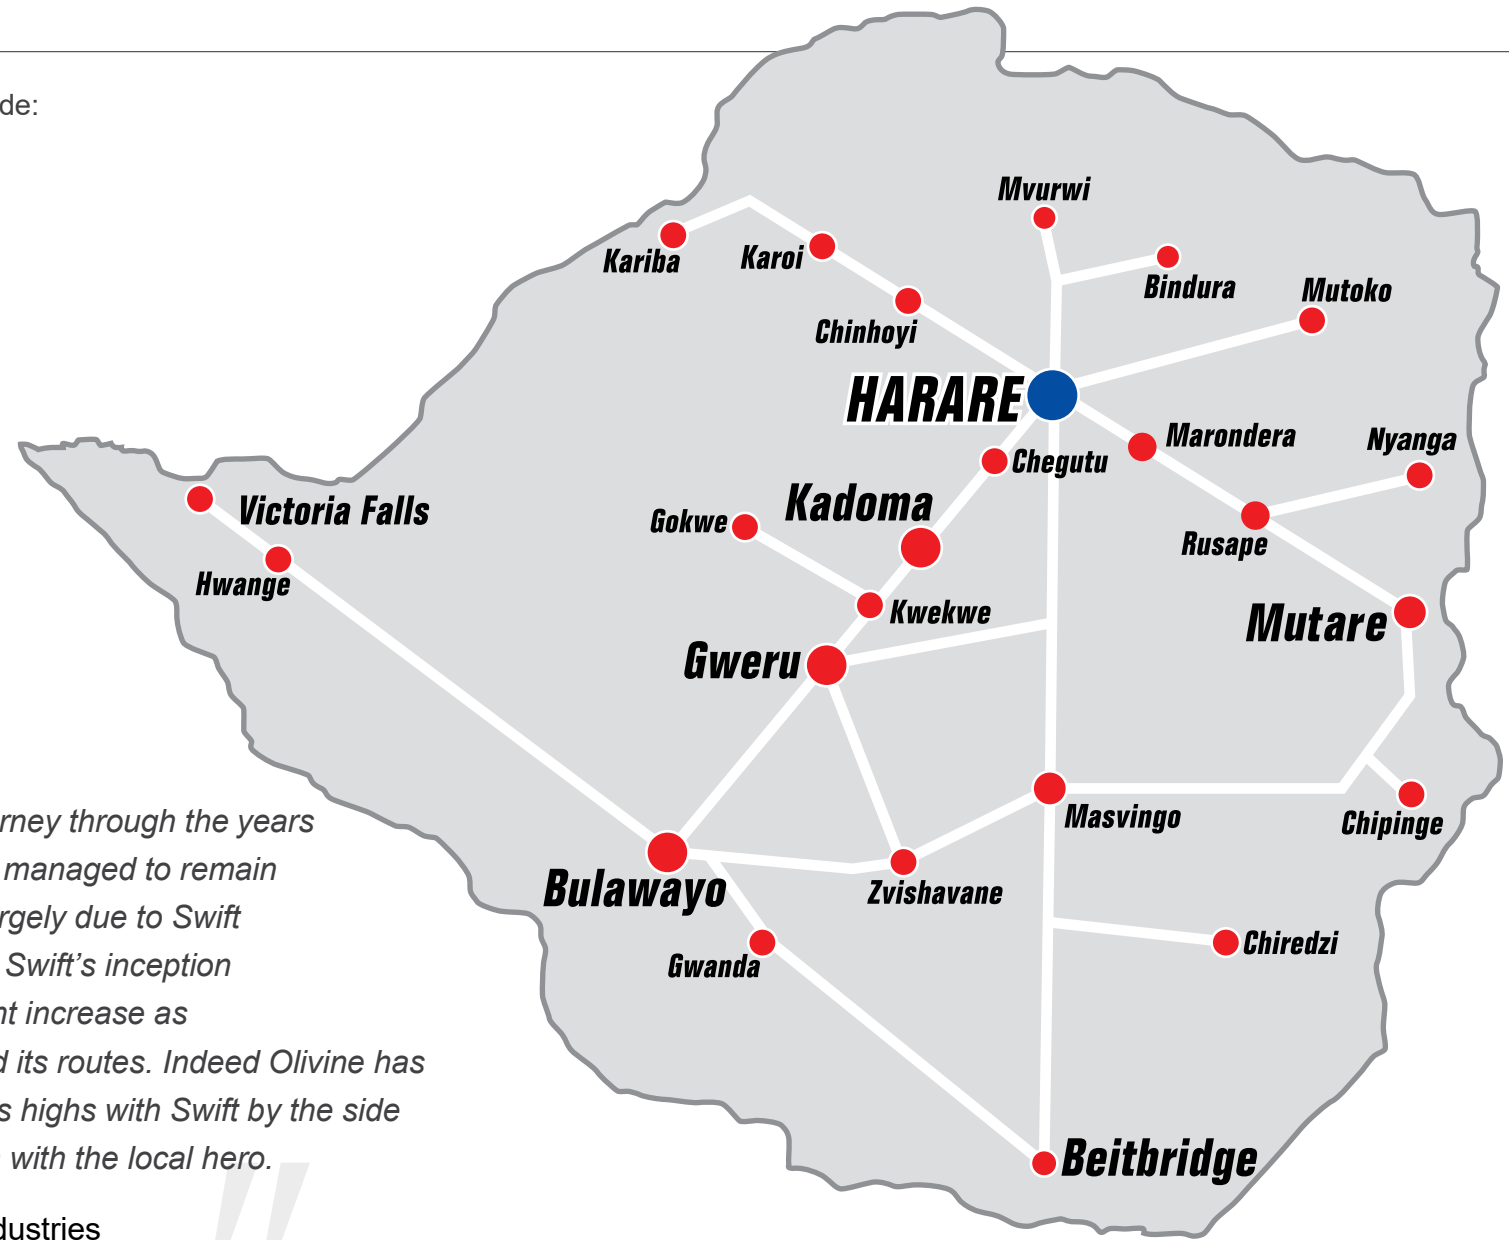 de:
Mvurwi
Kariba
Karoi
Bindura
Mutoko
Chinhoyi
HARARE
Marondera
Nyanga
Chegutu
Kadoma
Victoria Falls
Gokwe
Rusape
Hwange
Kwekwe
Mutare
Gweru
Masvingo
Chipinge
Bulawayo
Zvishavane
Chiredzi
Gwanda
Beitbridge
rney through the years
managed to remain
rgely due to Swift
Swift’s inception
nt increase as
d its routes. Indeed Olivine has
s highs with Swift by the side
with the local hero.
"
dustries